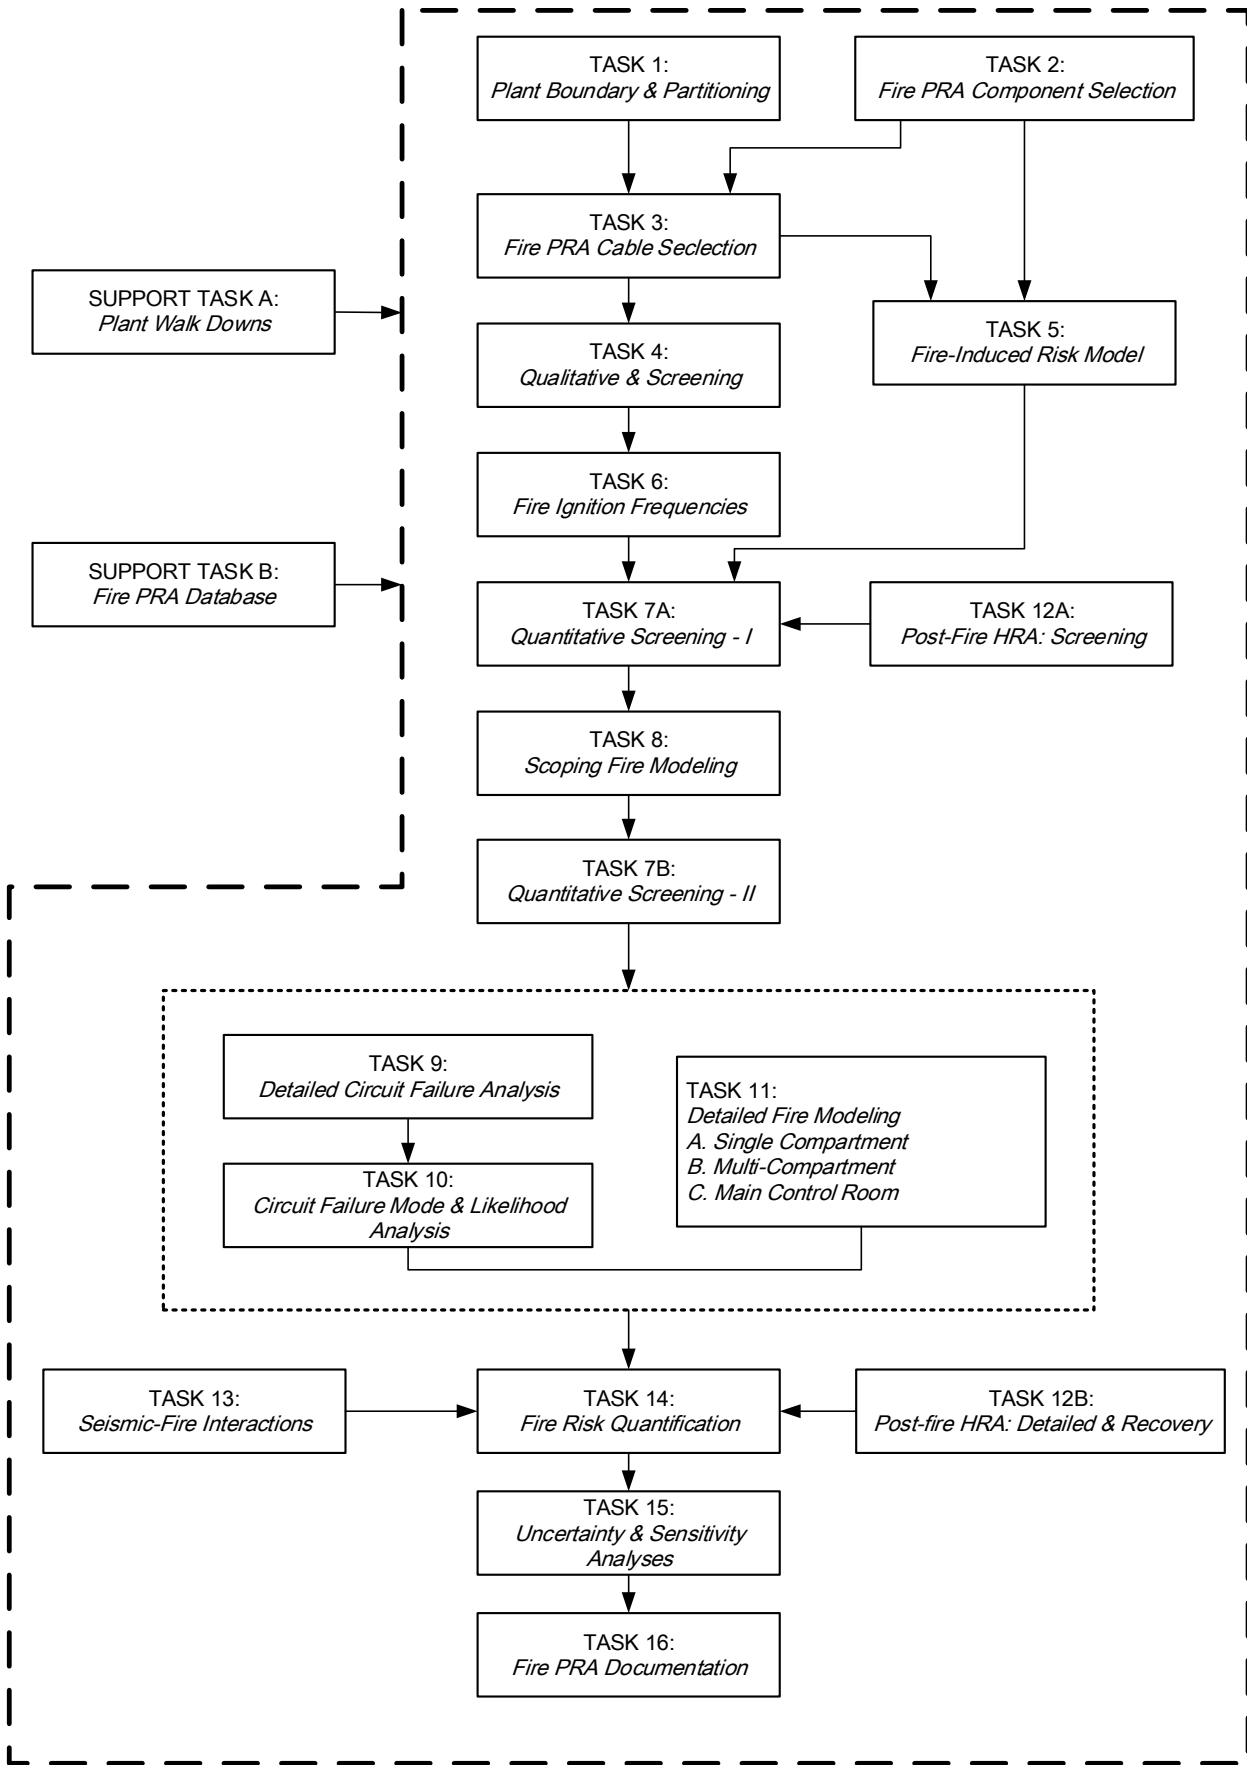 TASK 1:
Plant Boundary & Partitioning
TASK 2:
Fire PRA Component Selection
TASK 3:
Fire PRA Cable Seclection
SUPPORT TASK A:
Plant Walk Downs
TASK 5:
Fire-Induced Risk Model
TASK 4:
Qualitative & Screening
TASK 6:
Fire Ignition Frequencies
SUPPORT TASK B:
Fire PRA Database
TASK 7A:
Quantitative Screening - I
TASK 12A:
Post-Fire HRA: Screening
TASK 8:
Scoping Fire Modeling
TASK 7B:
Quantitative Screening - II
TASK 9:
Detailed Circuit Failure Analysis
TASK 10:
Circuit Failure Mode & Likelihood
Analysis
TASK 11:
Detailed Fire Modeling
A. Single Compartment
B. Multi-Compartment
C. Main Control Room
TASK 13:
Seismic-Fire Interactions
TASK 14:
Fire Risk Quantification
TASK 12B:
Post-fire HRA: Detailed & Recovery
TASK 15:
Uncertainty & Sensitivity
Analyses
TASK 16:
Fire PRA Documentation